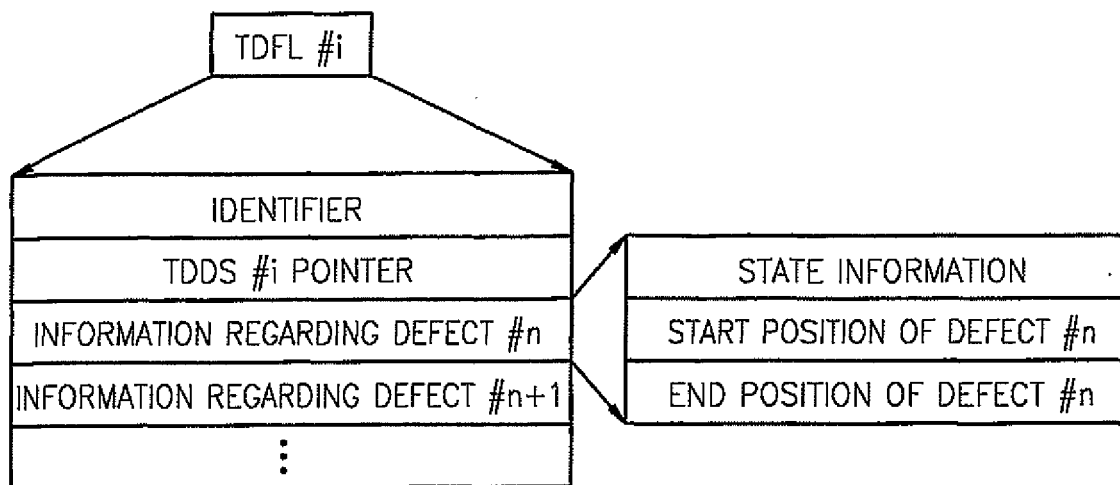 TDFL #i
IDENTIFIER
TDDS #i POINTER
INFORMATION REGARDING DEFECT #n
INFORMATION REGARDING DEFECT #n+1
⋮
STATE INFORMATION
START POSITION OF DEFECT #n
END POSITION OF DEFECT #n